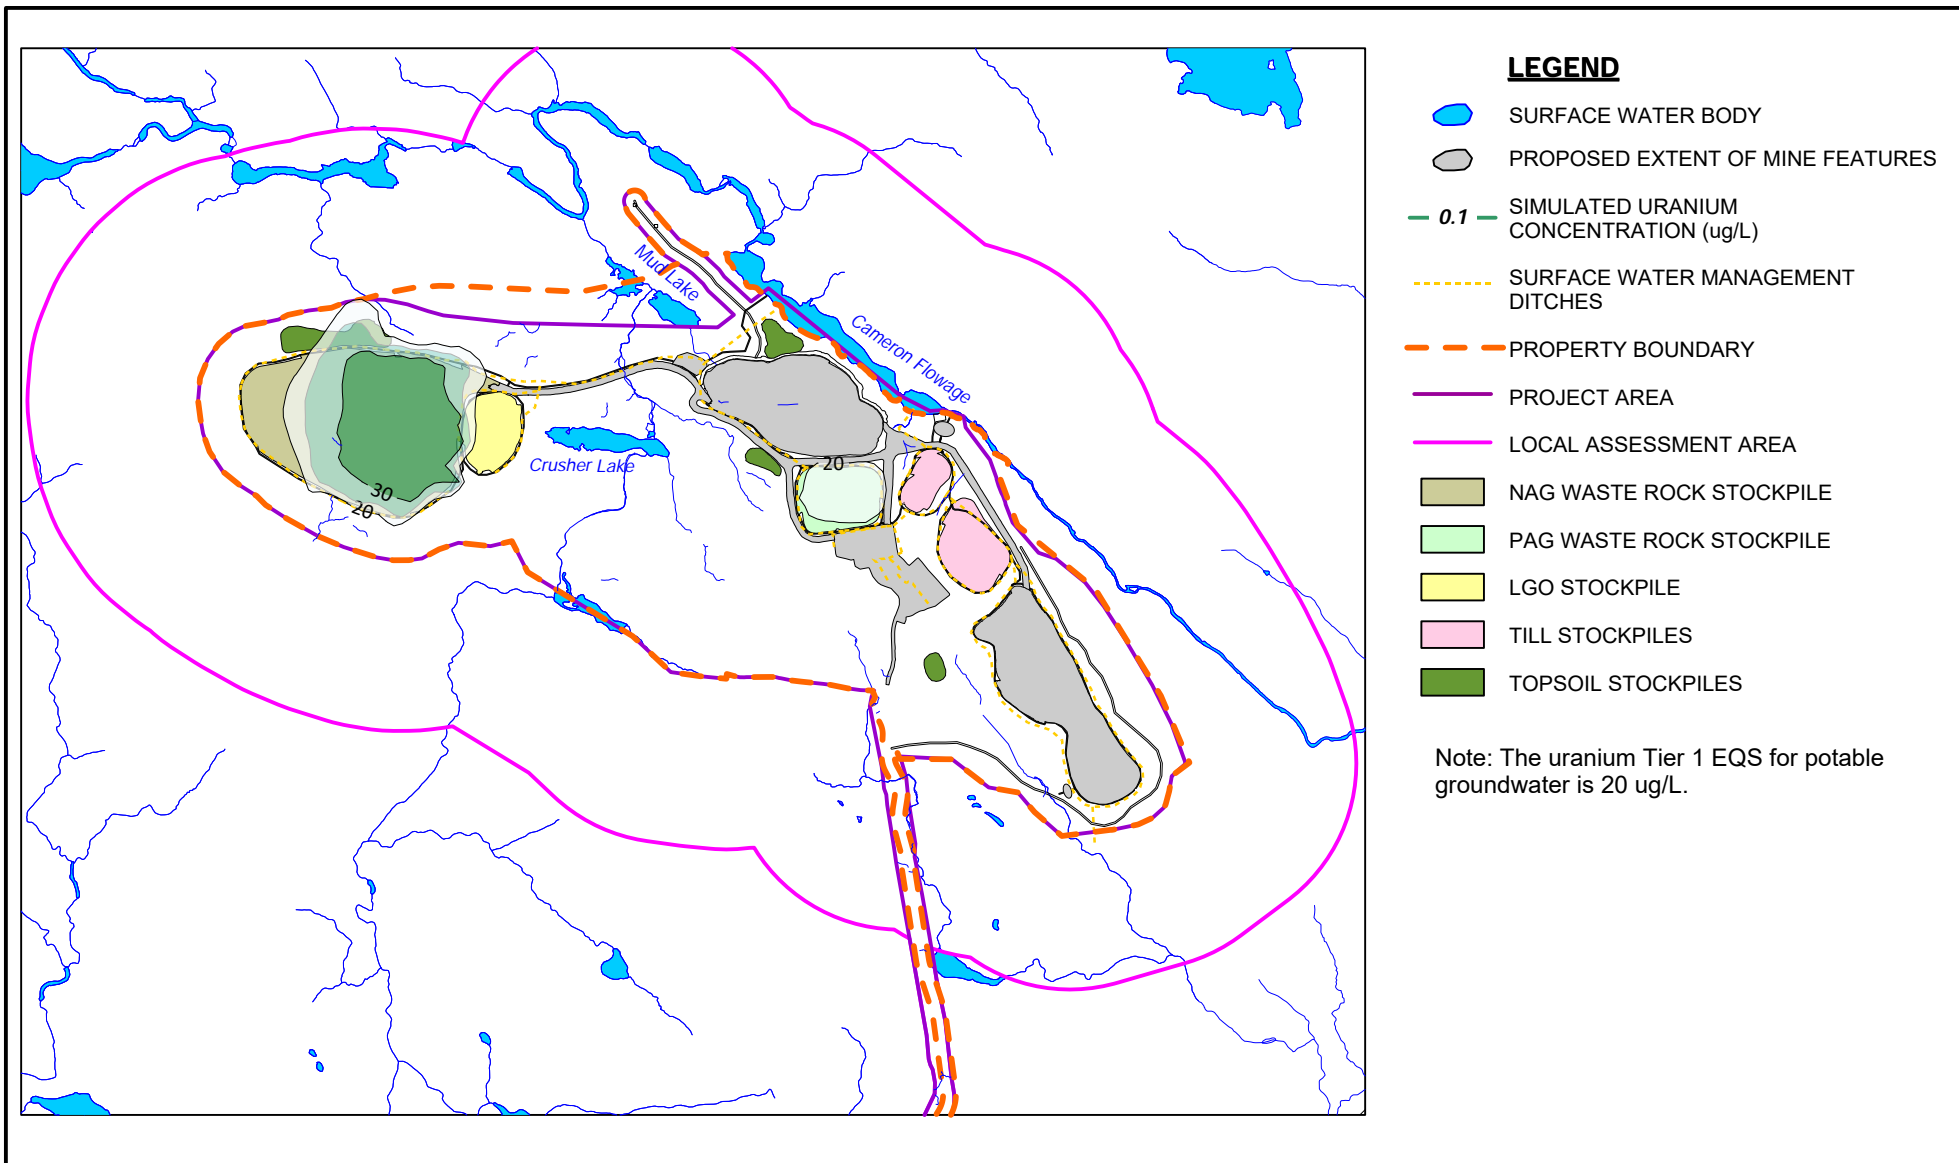 LEGEND
SURFACE WATER BODY
PROPOSED EXTENT OF MINE FEATURES
0.1
SIMULATED URANIUM
CONCENTRATION (ug/L)
SURFACE WATER MANAGEMENT
DITCHES
PROPERTY BOUNDARY
PROJECT AREA
LOCAL ASSESSMENT AREA
NAG WASTE ROCK STOCKPILE
PAG WASTE ROCK STOCKPILE
LGO STOCKPILE
TILL STOCKPILES
TOPSOIL STOCKPILES
Note: The uranium Tier 1 EQS for potable
groundwater is 20 ug/L.
Mud Lake
Cameron Flowage
Crusher Lake
20
30
20